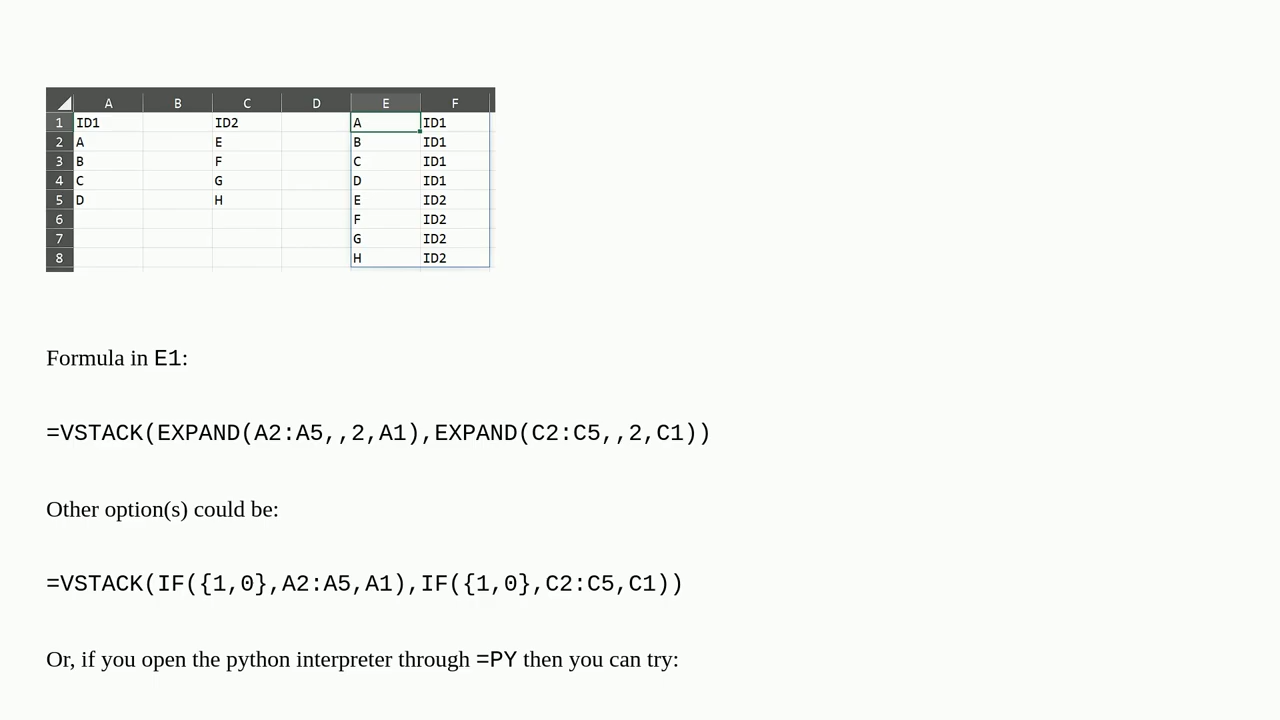 A B C D E F
1 ID1 ID2 A ID1
2 A E B ID1
3 B F C ID1
4 C G D ID1
5 D H E ID2
6 F ID2
7 G ID2
8 H ID2
Formula in E1:
=VSTACK(EXPAND(A2:A5,,2,A1),EXPAND(C2:C5,,2,C1))
Other option(s) could be:
=VSTACK(IF({1,0},A2:A5,A1),IF({1,0},C2:C5,C1))
Or, if you open the python interpreter through =PY then you can try: